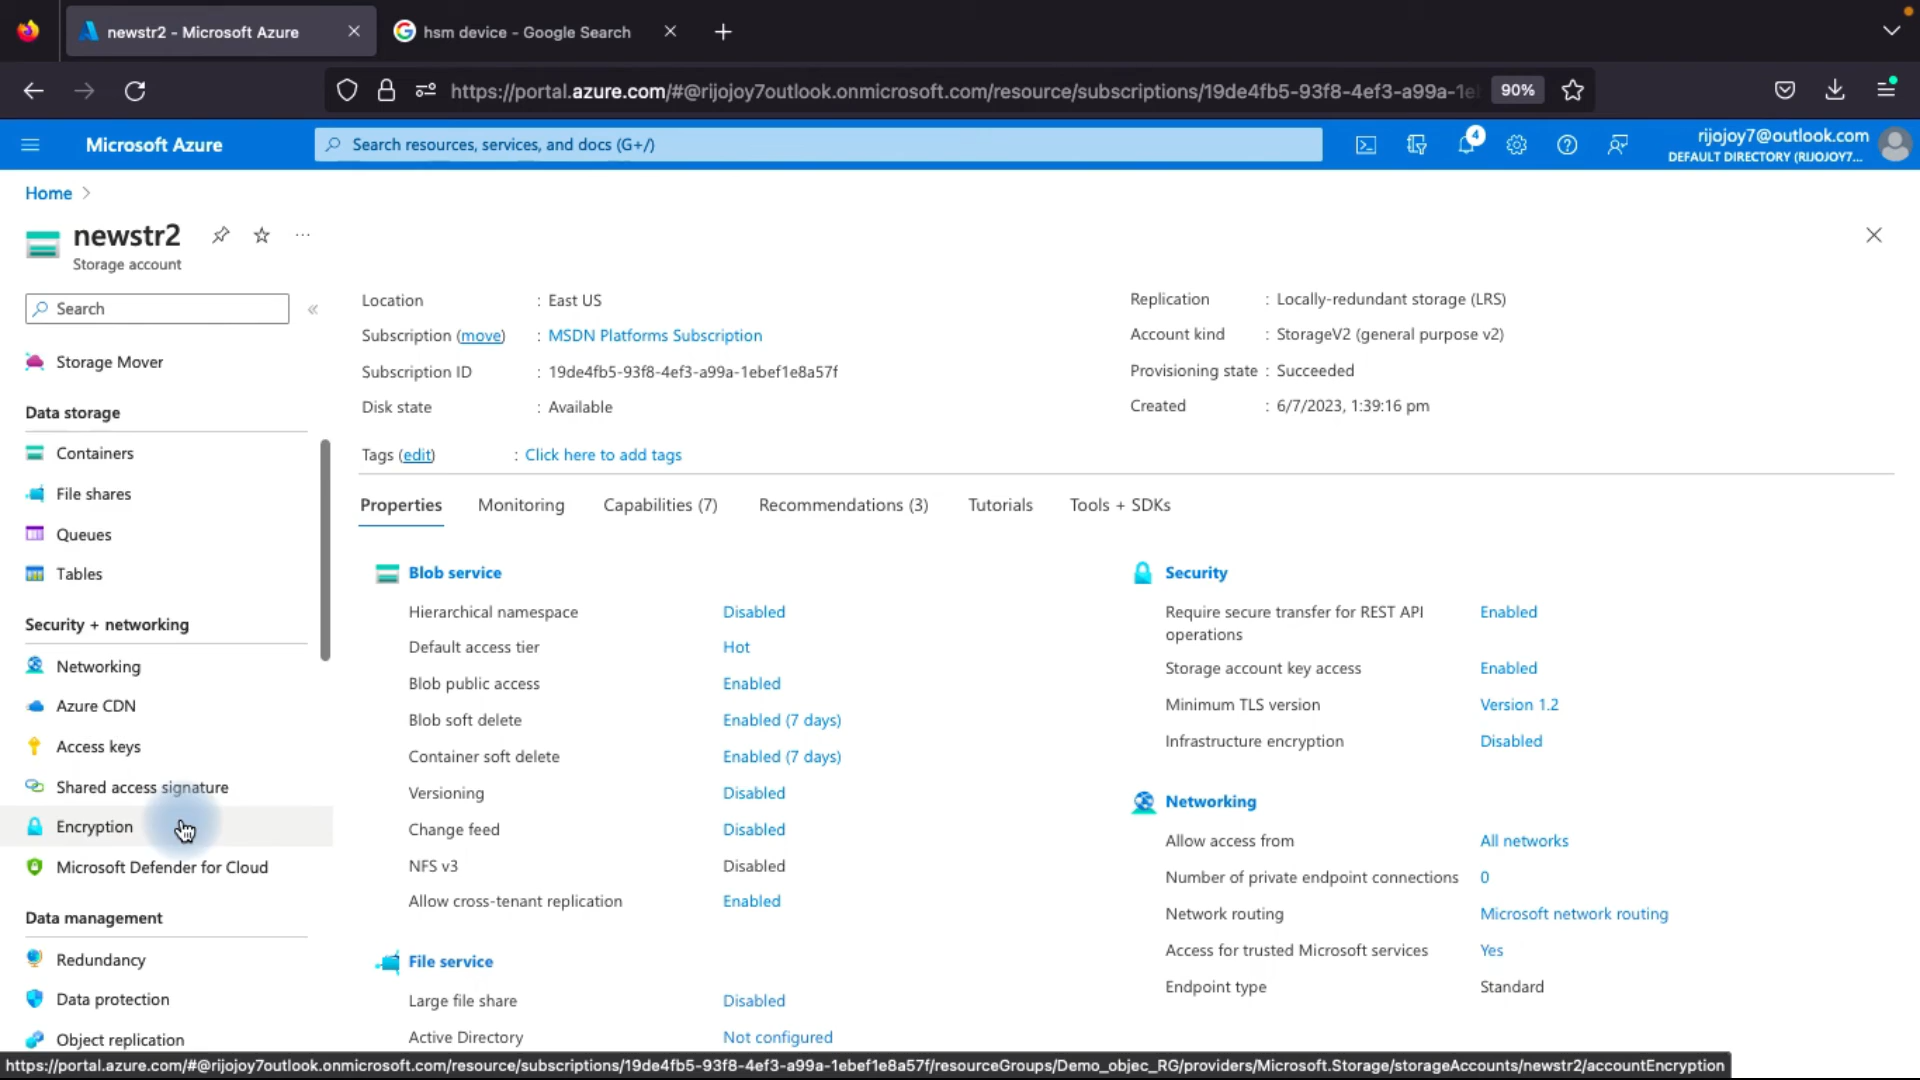 newstr2 - Microsoft Azure
hsm device - Google Search
https://portal.azure.com/#@rijojoy7outlook.onmicrosoft.com/resource/subscriptions/19de4fb5-93f8-4ef3-a99a-1el
90%
Microsoft Azure
Search resources, services, and docs (G+/)
4
rijojoy7@outlook.com
DEFAULT DIRECTORY (RIJOJOY7...
Home
newstr2
Storage account
Search
Storage Mover
Data storage
Containers
File shares
Queues
Tables
Security + networking
Networking
Azure CDN
Access keys
Shared access signature
Encryption
Microsoft Defender for Cloud
Data management
Redundancy
Data protection
Object replication
Location : East US
Subscription (move) : MSDN Platforms Subscription
Subscription ID : 19de4fb5-93f8-4ef3-a99a-1ebef1e8a57f
Disk state : Available
Replication : Locally-redundant storage (LRS)
Account kind : StorageV2 (general purpose v2)
Provisioning state : Succeeded
Created : 6/7/2023, 1:39:16 pm
Tags (edit) : Click here to add tags
Properties Monitoring Capabilities (7) Recommendations (3) Tutorials Tools + SDKs
Blob service
Hierarchical namespace Disabled
Default access tier Hot
Blob public access Enabled
Blob soft delete Enabled (7 days)
Container soft delete Enabled (7 days)
Versioning Disabled
Change feed Disabled
NFS v3 Disabled
Allow cross-tenant replication Enabled
File service
Large file share Disabled
Active Directory Not configured
Security
Require secure transfer for REST API Enabled
operations
Storage account key access Enabled
Minimum TLS version Version 1.2
Infrastructure encryption Disabled
Networking
Allow access from All networks
Number of private endpoint connections 0
Network routing Microsoft network routing
Access for trusted Microsoft services Yes
Endpoint type Standard
https://portal.azure.com/#@rijojoy7outlook.onmicrosoft.com/resource/subscriptions/19de4fb5-93f8-4ef3-a99a-1ebef1e8a57f/resourceGroups/Demo_objec_RG/providers/Microsoft.Storage/storageAccounts/newstr2/accountEncryption